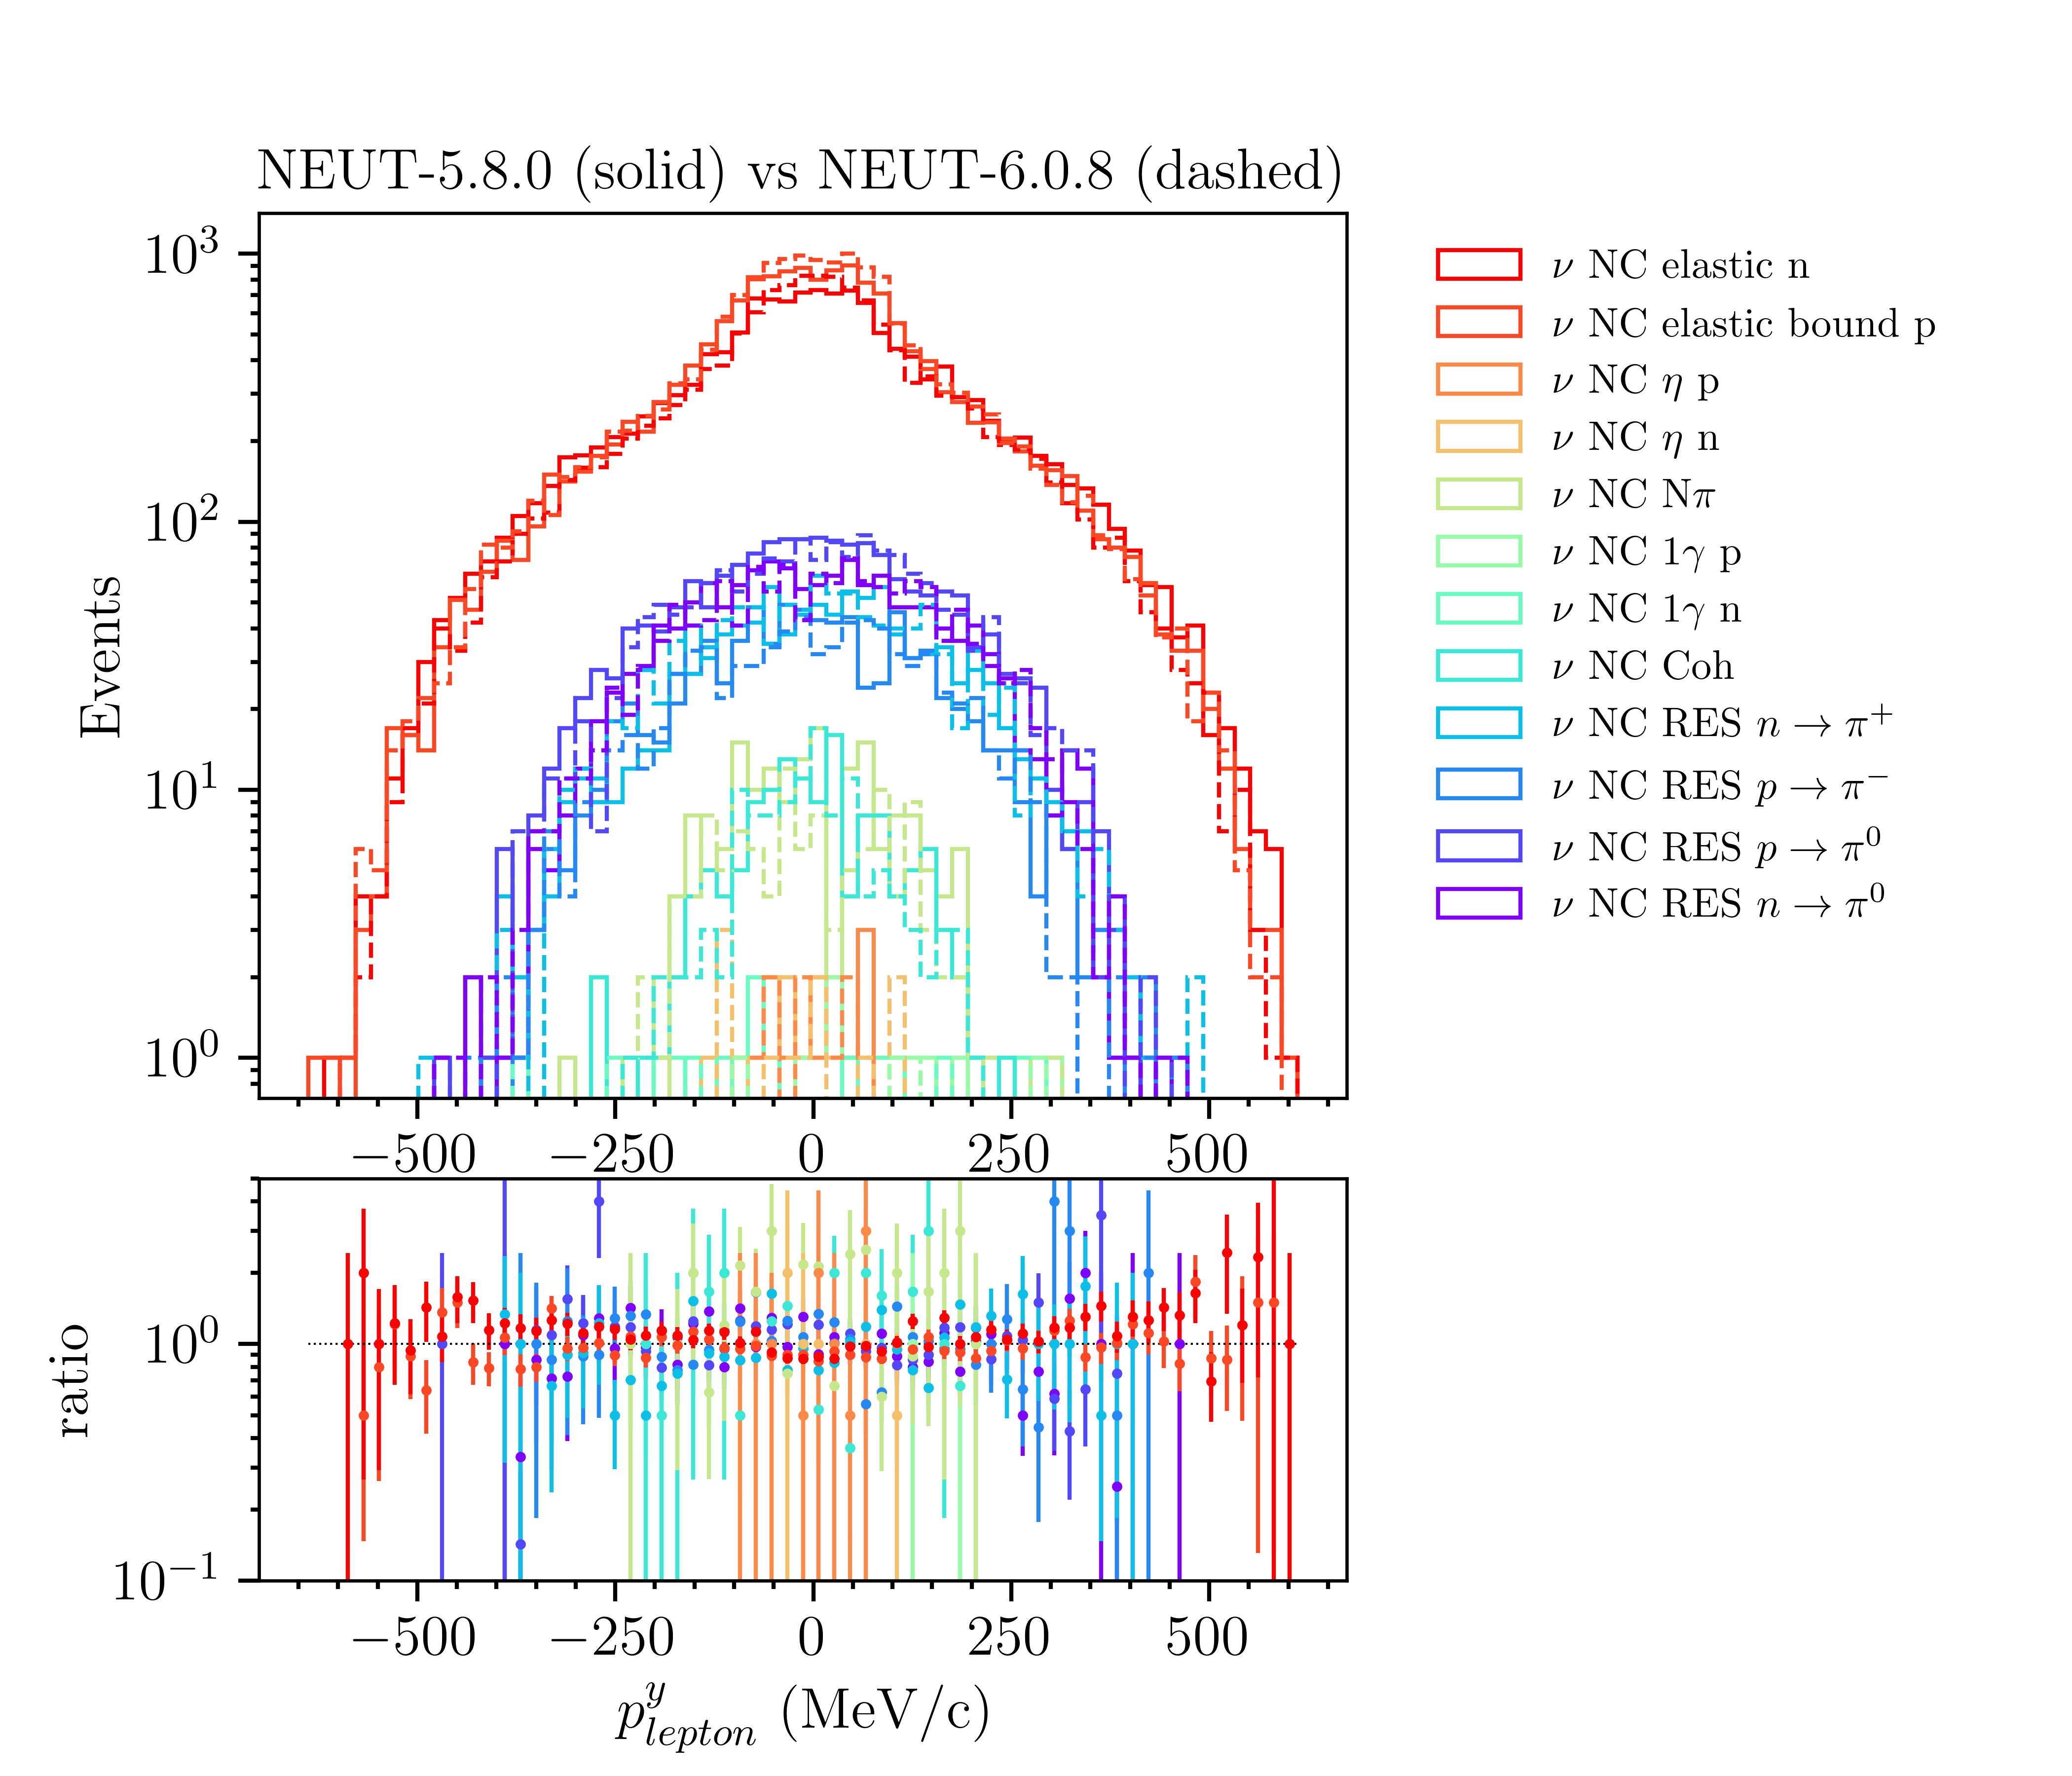 NEUT-5.8.0 (solid) vs NEUT-6.0.8 (dashed)
10³
10²
10¹
10⁰
Events
−500 −250 0 250 500
ν NC elastic n
ν NC elastic bound p
ν NC η p
ν NC η n
ν NC Nπ
ν NC 1γ p
ν NC 1γ n
ν NC Coh
ν NC RES n → π⁺
ν NC RES p → π⁻
ν NC RES p → π⁰
ν NC RES n → π⁰
10⁰
10⁻¹
ratio
−500 −250 0 250 500
p^y_lepton (MeV/c)